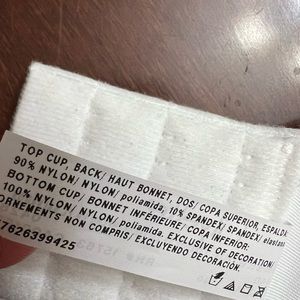 TOP CUP, BACK/ HAUT BONNET, DOS/ COPA SUPERIOR, ESPALDA
90% NYLON/ NYLON/ poliamida, 10% SPANDEX/ SPANDEX/ elastano
BOTTOM CUP/ BONNET INFÉRIEUR/ COPA INFERIOR:
100% NYLON/ NYLON/ poliamida. EXCLUSIVE OF DECORATION/
ORNEMENTS NON COMPRIS/ EXCLUYENDO DECORACIÓN.
7626399425